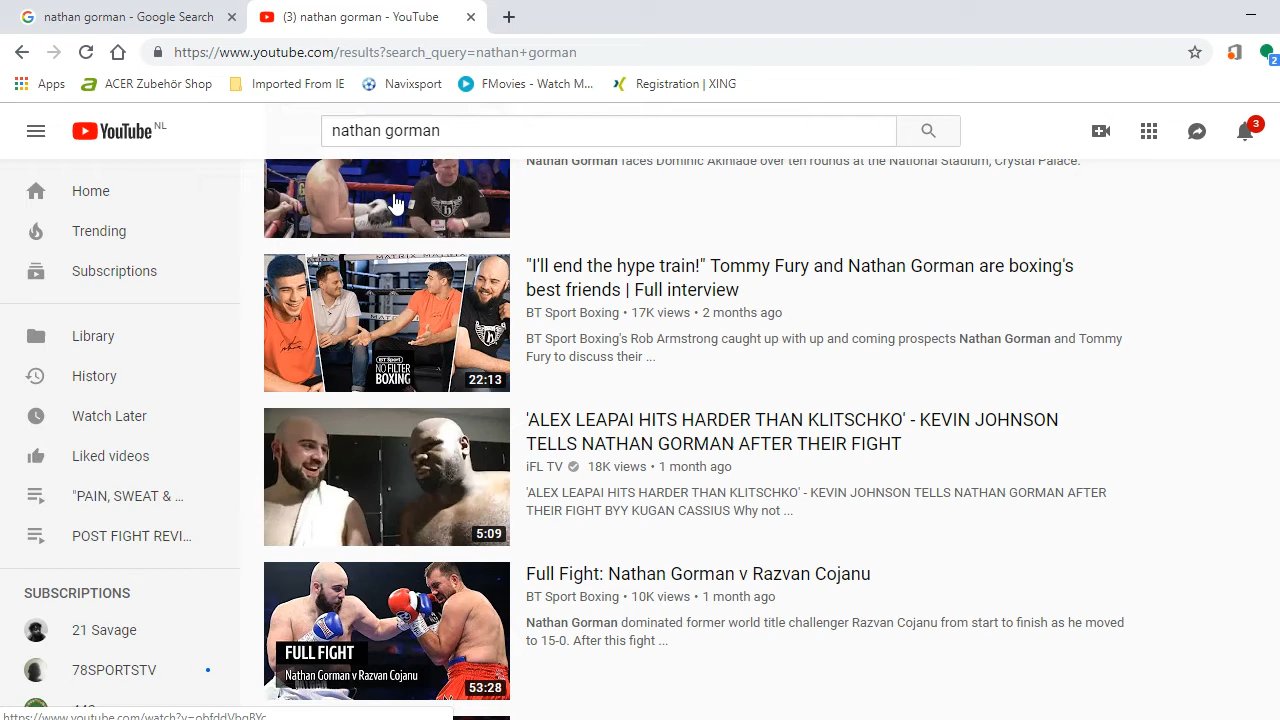 nathan gorman - Google Search
(3) nathan gorman - YouTube
https://www.youtube.com/results?search_query=nathan+gorman
2
Apps
ACER Zubehör Shop
Imported From IE
Navixsport
FMovies - Watch M...
Registration | XING
YouTube NL
nathan gorman
3
Nathan Gorman faces Dominic Akinlade over ten rounds at the National Stadium, Crystal Palace.
Home
Trending
Subscriptions
Library
History
Watch Later
Liked videos
"PAIN, SWEAT & ...
POST FIGHT REVI...
SUBSCRIPTIONS
21 Savage
78SPORTSTV
MATRIX MATRIX
BT Sport
NO FILTER
BOXING
22:13
"I'll end the hype train!" Tommy Fury and Nathan Gorman are boxing's
best friends | Full interview
BT Sport Boxing • 17K views • 2 months ago
BT Sport Boxing's Rob Armstrong caught up with up and coming prospects Nathan Gorman and Tommy
Fury to discuss their ...
5:09
'ALEX LEAPAI HITS HARDER THAN KLITSCHKO' - KEVIN JOHNSON
TELLS NATHAN GORMAN AFTER THEIR FIGHT
iFL TV 18K views • 1 month ago
'ALEX LEAPAI HITS HARDER THAN KLITSCHKO' - KEVIN JOHNSON TELLS NATHAN GORMAN AFTER
THEIR FIGHT BYY KUGAN CASSIUS Why not ...
FULL FIGHT
Nathan Gorman v Razvan Cojanu
53:28
Full Fight: Nathan Gorman v Razvan Cojanu
BT Sport Boxing • 10K views • 1 month ago
Nathan Gorman dominated former world title challenger Razvan Cojanu from start to finish as he moved
to 15-0. After this fight ...